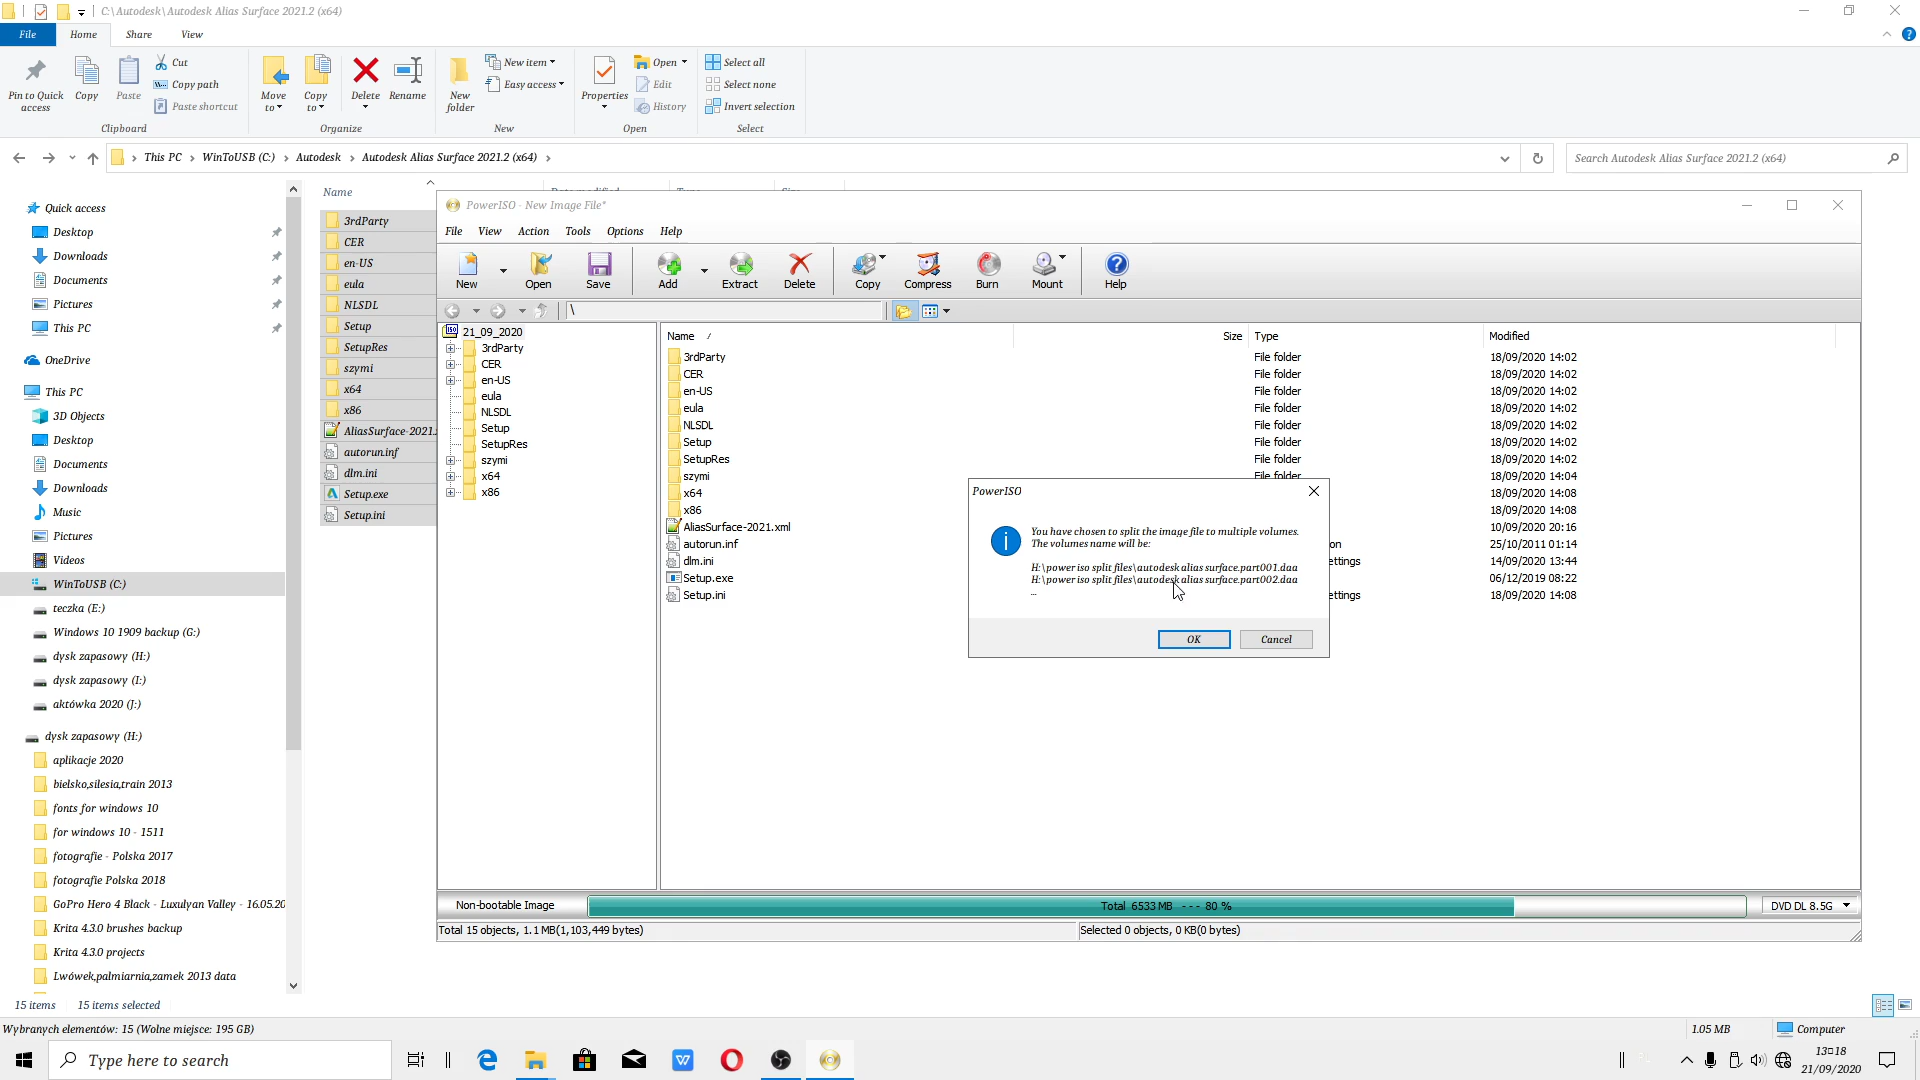 C:\Autodesk\Autodesk Alias Surface 2021.2 (x64)
File
Home
Share
View
Pin to Quick access
Copy
Paste
Cut
Copy path
Paste shortcut
Clipboard
Move to
Copy to
Delete
Rename
Organize
New folder
New item
Easy access
New
Properties
Open
Edit
History
Open
Select all
Select none
Invert selection
Select
This PC
WinToUSB (C:)
Autodesk
Autodesk Alias Surface 2021.2 (x64)
Search Autodesk Alias Surface 2021.2 (x64)
Quick access
Desktop
Downloads
Documents
Pictures
This PC
OneDrive
This PC
3D Objects
Desktop
Documents
Downloads
Music
Pictures
Videos
WinToUSB (C:)
teczka (E:)
Windows 10 1909 backup (G:)
dysk zapasowy (H:)
dysk zapasowy (I:)
aktówka 2020 (J:)
dysk zapasowy (H:)
aplikacje 2020
bielsko,silesia,train 2013
fonts for windows 10
for windows 10 - 1511
fotografie - Polska 2017
fotografie Polska 2018
GoPro Hero 4 Black - Luxulyan Valley - 16.05.20
Krita 4.3.0 brushes backup
Krita 4.3.0 projects
Lwówek,palmiarnia,zamek 2013 data
Name
3rdParty
CER
en-US
eula
NLSDL
Setup
SetupRes
szymi
x64
x86
AliasSurface-2021.
autorun.inf
dlm.ini
Setup.exe
Setup.ini
PowerISO - New Image File*
File
View
Action
Tools
Options
Help
New
Open
Save
Add
Extract
Delete
Copy
Compress
Burn
Mount
Help
\
21_09_2020
3rdParty
CER
en-US
eula
NLSDL
Setup
SetupRes
szymi
x64
x86
Name
Size
Type
Modified
3rdParty File folder 18/09/2020 14:02
CER File folder 18/09/2020 14:02
en-US File folder 18/09/2020 14:02
eula File folder 18/09/2020 14:02
NLSDL File folder 18/09/2020 14:02
Setup File folder 18/09/2020 14:02
SetupRes File folder 18/09/2020 14:02
szymi File folder 18/09/2020 14:04
x64 18/09/2020 14:08
x86 18/09/2020 14:08
AliasSurface-2021.xml 10/09/2020 20:16
autorun.inf on 25/10/2011 01:14
dlm.ini ettings 14/09/2020 13:44
Setup.exe 06/12/2019 08:22
Setup.ini ettings 18/09/2020 14:08
PowerISO
You have chosen to split the image file to multiple volumes.
The volumes name will be:
H:\power iso split files\autodesk alias surface.part001.daa
H:\power iso split files\autodesk alias surface.part002.daa
...
OK
Cancel
Non-bootable Image
Total 6533 MB --- 80 %
DVD DL 8.5G
Total 15 objects, 1.1 MB(1,103,449 bytes)
Selected 0 objects, 0 KB(0 bytes)
15 items
15 items selected
Wybranych elementów: 15 (Wolne miejsce: 195 GB)
1.05 MB
Computer
Type here to search
13:18
21/09/2020